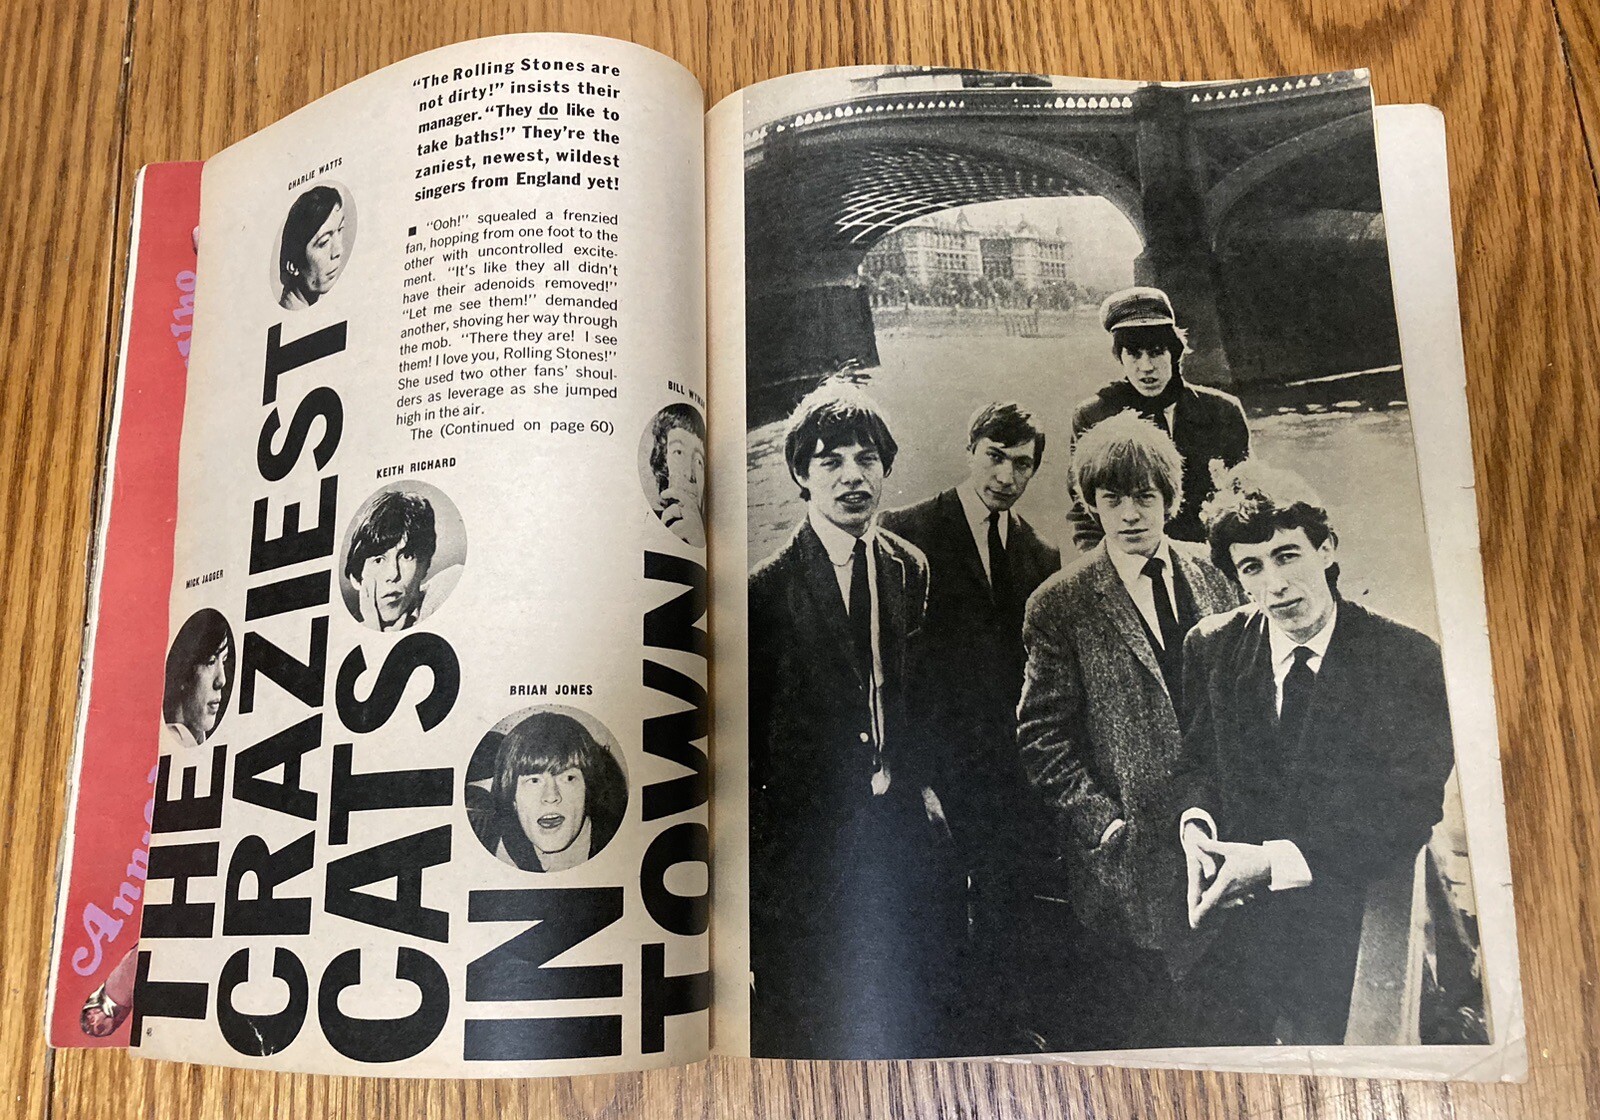 "The Rolling Stones are
not dirty!" insists their
manager. "They do like to
take baths!" They're the
zaniest, newest, wildest
singers from England yet!
■ "Ooh!" squealed a frenzied
fan, hopping from one foot to the
other with uncontrolled excite-
ment. "It's like they all didn't
have their adenoids removed!"
"Let me see them!" demanded
another, shoving her way through
the mob. "There they are! I see
them! I love you, Rolling Stones!"
She used two other fans' shoul-
ders as leverage as she jumped
high in the air.
The (Continued on page 60)
CHARLIE WATTS
KEITH RICHARD
BILL
MICK JAGGER
BRIAN JONES
THE
CRAZIEST
CATS
IN
TOWN